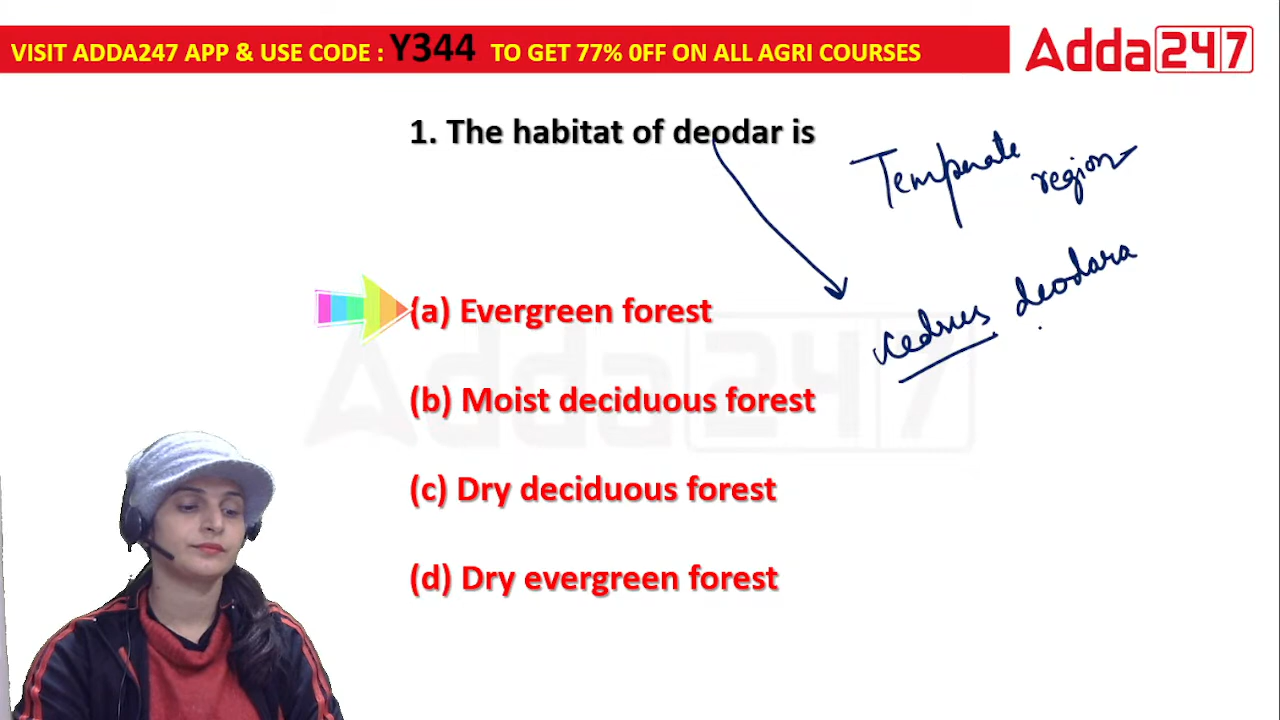 VISIT ADDA247 APP & USE CODE : Y344 TO GET 77% 0FF ON ALL AGRI COURSES
Adda247
1. The habitat of deodar is
Temperate
region
(a) Evergreen forest
cedrus deodara
(b) Moist deciduous forest
(c) Dry deciduous forest
(d) Dry evergreen forest
Adda247